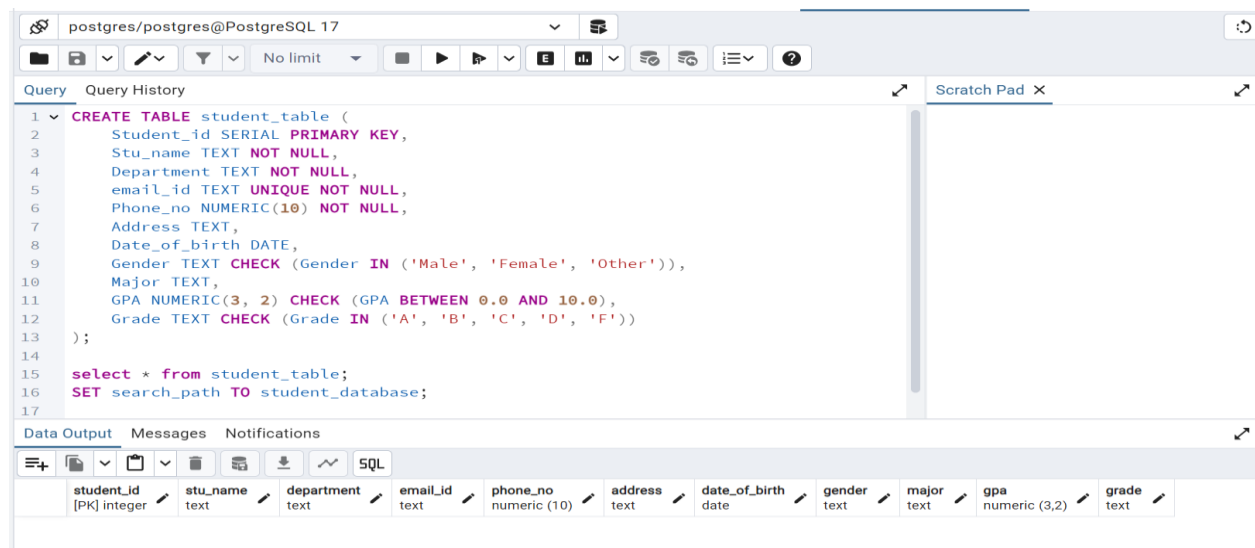 postgres/postgres@PostgreSQL 17
No limit
E
Query Query History
Scratch Pad
1 CREATE TABLE student_table (
2 Student_id SERIAL PRIMARY KEY,
3 Stu_name TEXT NOT NULL,
4 Department TEXT NOT NULL,
5 email_id TEXT UNIQUE NOT NULL,
6 Phone_no NUMERIC(10) NOT NULL,
7 Address TEXT,
8 Date_of_birth DATE,
9 Gender TEXT CHECK (Gender IN ('Male', 'Female', 'Other')),
10 Major TEXT,
11 GPA NUMERIC(3, 2) CHECK (GPA BETWEEN 0.0 AND 10.0),
12 Grade TEXT CHECK (Grade IN ('A', 'B', 'C', 'D', 'F'))
13 );
14
15 select * from student_table;
16 SET search_path TO student_database;
17
Data Output Messages Notifications
SQL
student_id stu_name department email_id phone_no address date_of_birth gender major gpa grade
[PK] integer text text text numeric (10) text date text text numeric (3,2) text